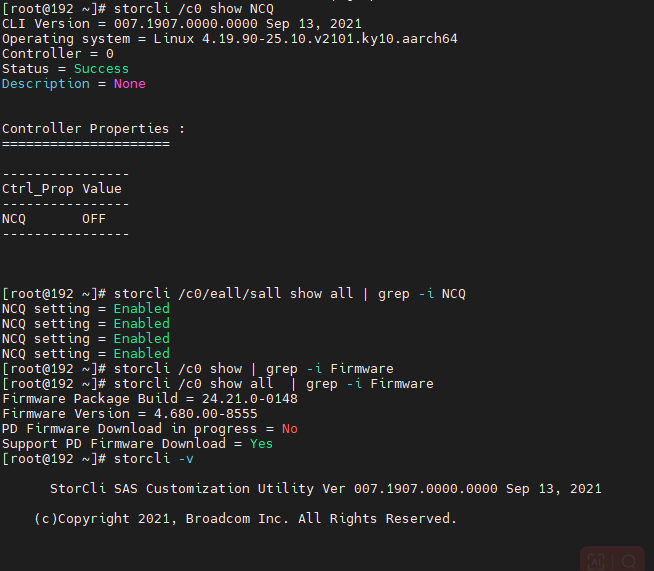 [root@192 ~]# storcli /c0 show NCQ
CLI Version = 007.1907.0000.0000 Sep 13, 2021
Operating system = Linux 4.19.90-25.10.v2101.ky10.aarch64
Controller = 0
Status = Success
Description = None
Controller Properties :
=====================
----------------
Ctrl_Prop Value
----------------
NCQ       OFF
----------------
[root@192 ~]# storcli /c0/eall/sall show all | grep -i NCQ
NCQ setting = Enabled
NCQ setting = Enabled
NCQ setting = Enabled
NCQ setting = Enabled
[root@192 ~]# storcli /c0 show | grep -i Firmware
[root@192 ~]# storcli /c0 show all  | grep -i Firmware
Firmware Package Build = 24.21.0-0148
Firmware Version = 4.680.00-8555
PD Firmware Download in progress = No
Support PD Firmware Download = Yes
[root@192 ~]# storcli -v
      StorCli SAS Customization Utility Ver 007.1907.0000.0000 Sep 13, 2021
    (c)Copyright 2021, Broadcom Inc. All Rights Reserved.
AI